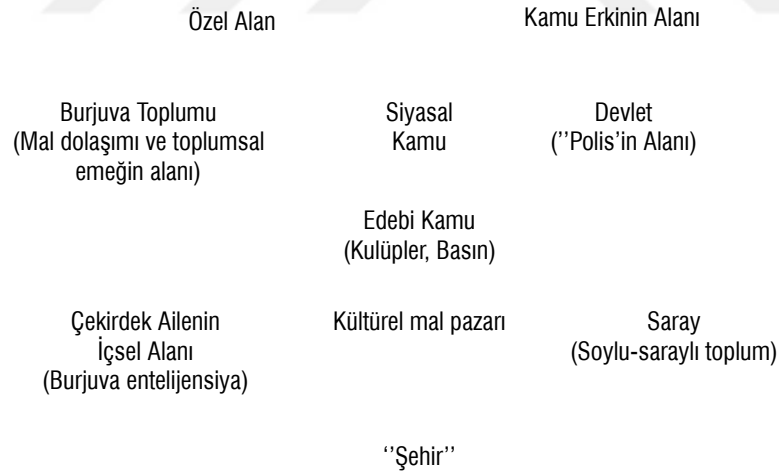 Özel Alan
Kamu Erkinin Alanı
Burjuva Toplumu
(Mal dolaşımı ve toplumsal
emeğin alanı)
Siyasal
Kamu
Devlet
(''Polis'in Alanı)
Edebi Kamu
(Kulüpler, Basın)
Çekirdek Ailenin
İçsel Alanı
(Burjuva entelijensiya)
Kültürel mal pazarı
Saray
(Soylu-saraylı toplum)
‘’Şehir’’